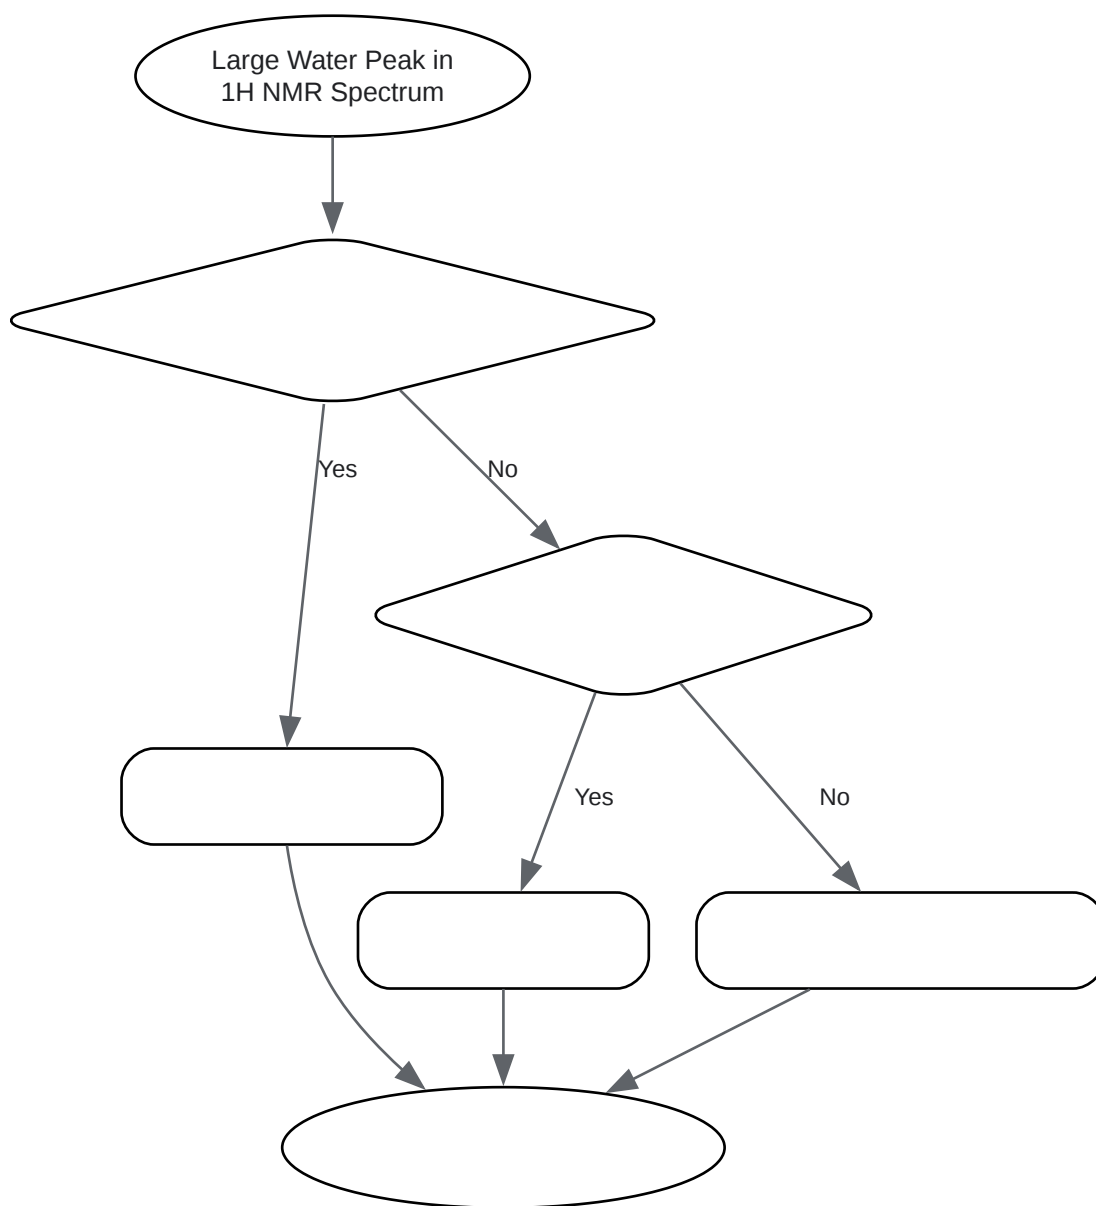 Large Water Peak in
1H NMR Spectrum
Yes
No
Yes
No